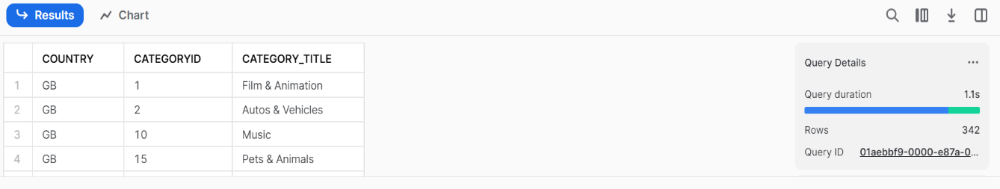 Results Chart
COUNTRY CATEGORYID CATEGORY_TITLE
1 GB 1 Film & Animation
2 GB 2 Autos & Vehicles
3 GB 10 Music
4 GB 15 Pets & Animals
Query Details ...
Query duration 1.1s
Rows 342
Query ID 01aebbf9-0000-e87a-0...